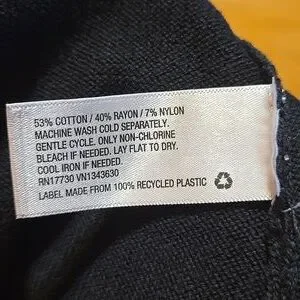 53% COTTON / 40% RAYON / 7% NYLON
MACHINE WASH COLD SEPARATELY.
GENTLE CYCLE. ONLY NON-CHLORINE
BLEACH IF NEEDED. LAY FLAT TO DRY.
COOL IRON IF NEEDED.
RN17730 VN1343630
LABEL MADE FROM 100% RECYCLED PLASTIC